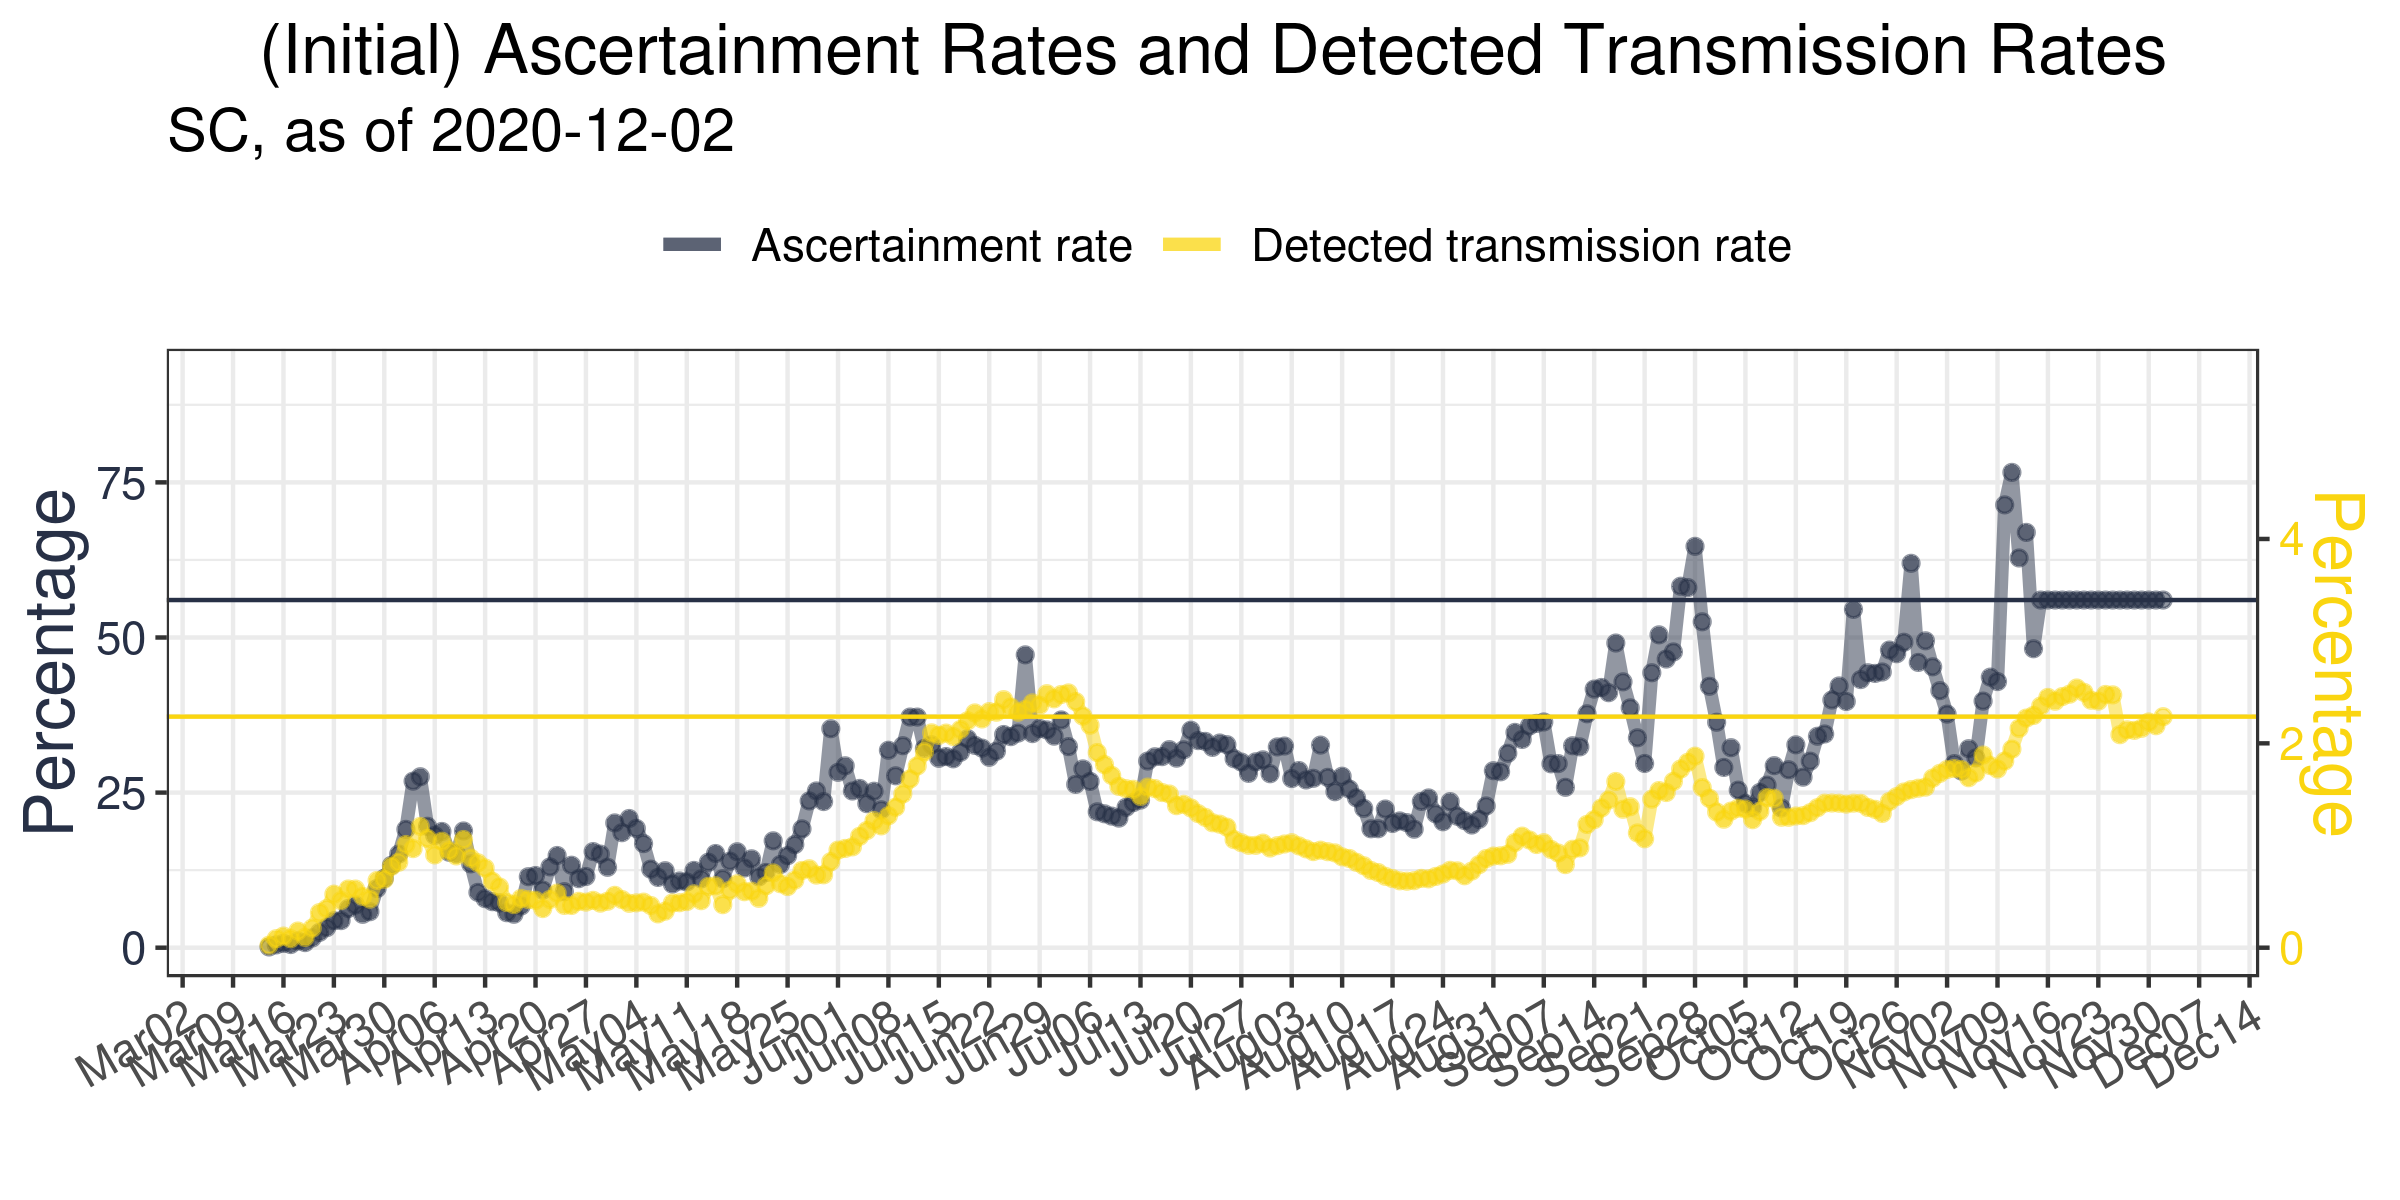 (Initial) Ascertainment Rates and Detected Transmission Rates
SC, as of 2020-12-02
Ascertainment rate
Detected transmission rate
Percentage
75
50
25
0
Percentage
4
2
0
Mar02
Mar09
Mar16
Mar23
Mar30
Apr06
Apr13
Apr20
Apr27
May04
May11
May18
May25
Jun01
Jun08
Jun15
Jun22
Jun29
Jul06
Jul13
Jul20
Jul27
Aug03
Aug10
Aug17
Aug24
Aug31
Sep07
Sep14
Sep21
Sep28
Oct05
Oct12
Oct19
Oct26
Nov02
Nov09
Nov16
Nov23
Nov30
Dec07
Dec14